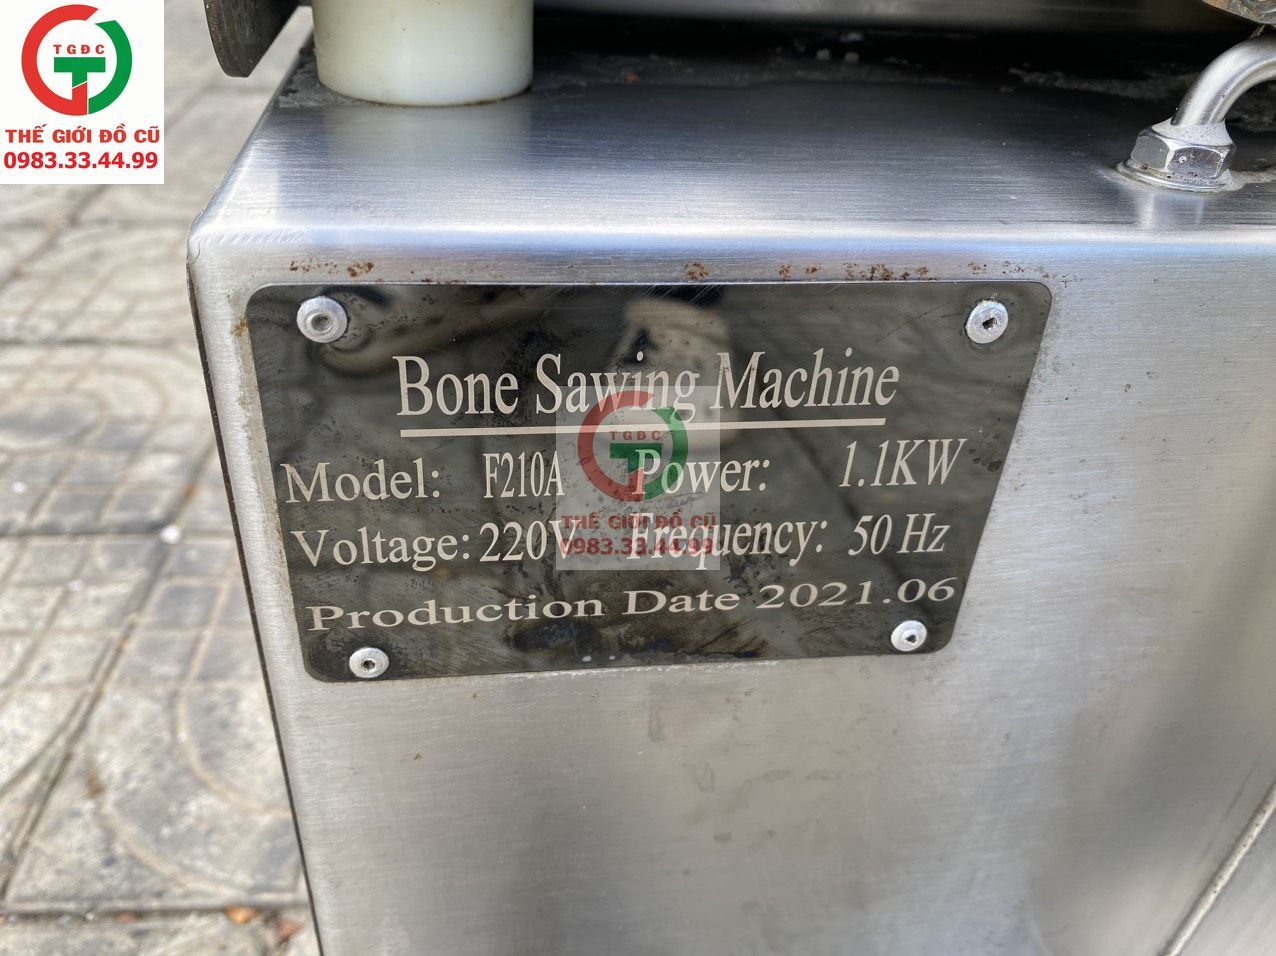 TGĐC
THẾ GIỚI ĐỒ CŨ
0983.33.44.99
Bone Sawing Machine
Model: F210A Power: 1.1KW
Voltage: 220V Frequency: 50 Hz
Production Date 2021.06
TGĐC
THẾ GIỚI ĐỒ CŨ
0983.33.44.99